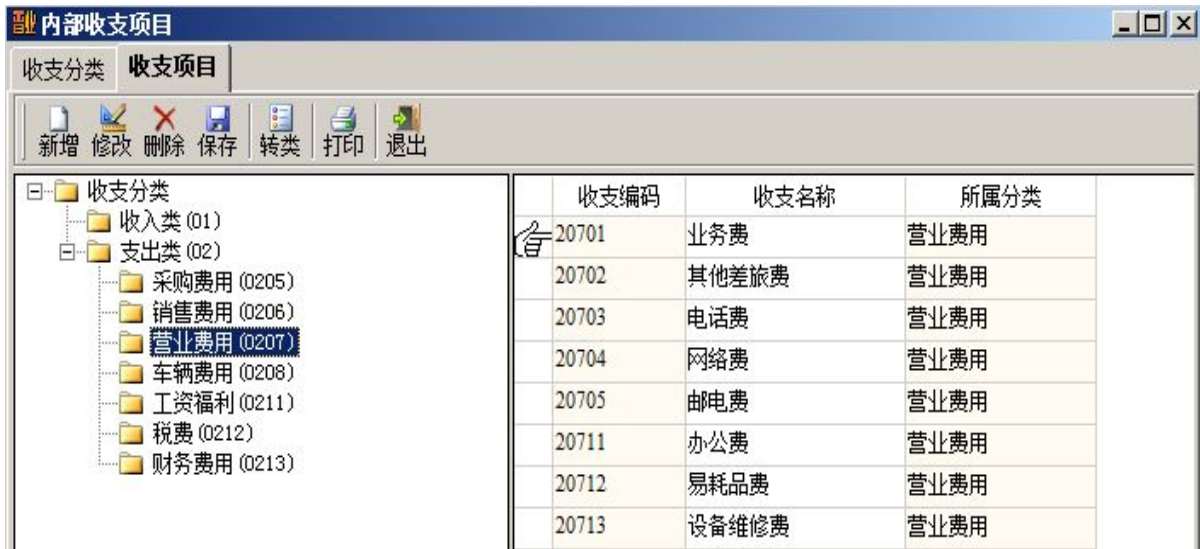 内部收支项目
收支分类 收支项目
新增 修改 删除 保存 转类 打印 退出
收支分类
收入类(01)
支出类(02)
采购费用(0205)
销售费用(0206)
营业费用(0207)
车辆费用(0208)
工资福利(0211)
税费(0212)
财务费用(0213)
收支编码 收支名称 所属分类
20701 业务费 营业费用
20702 其他差旅费 营业费用
20703 电话费 营业费用
20704 网络费 营业费用
20705 邮电费 营业费用
20711 办公费 营业费用
20712 易耗品费 营业费用
20713 设备维修费 营业费用